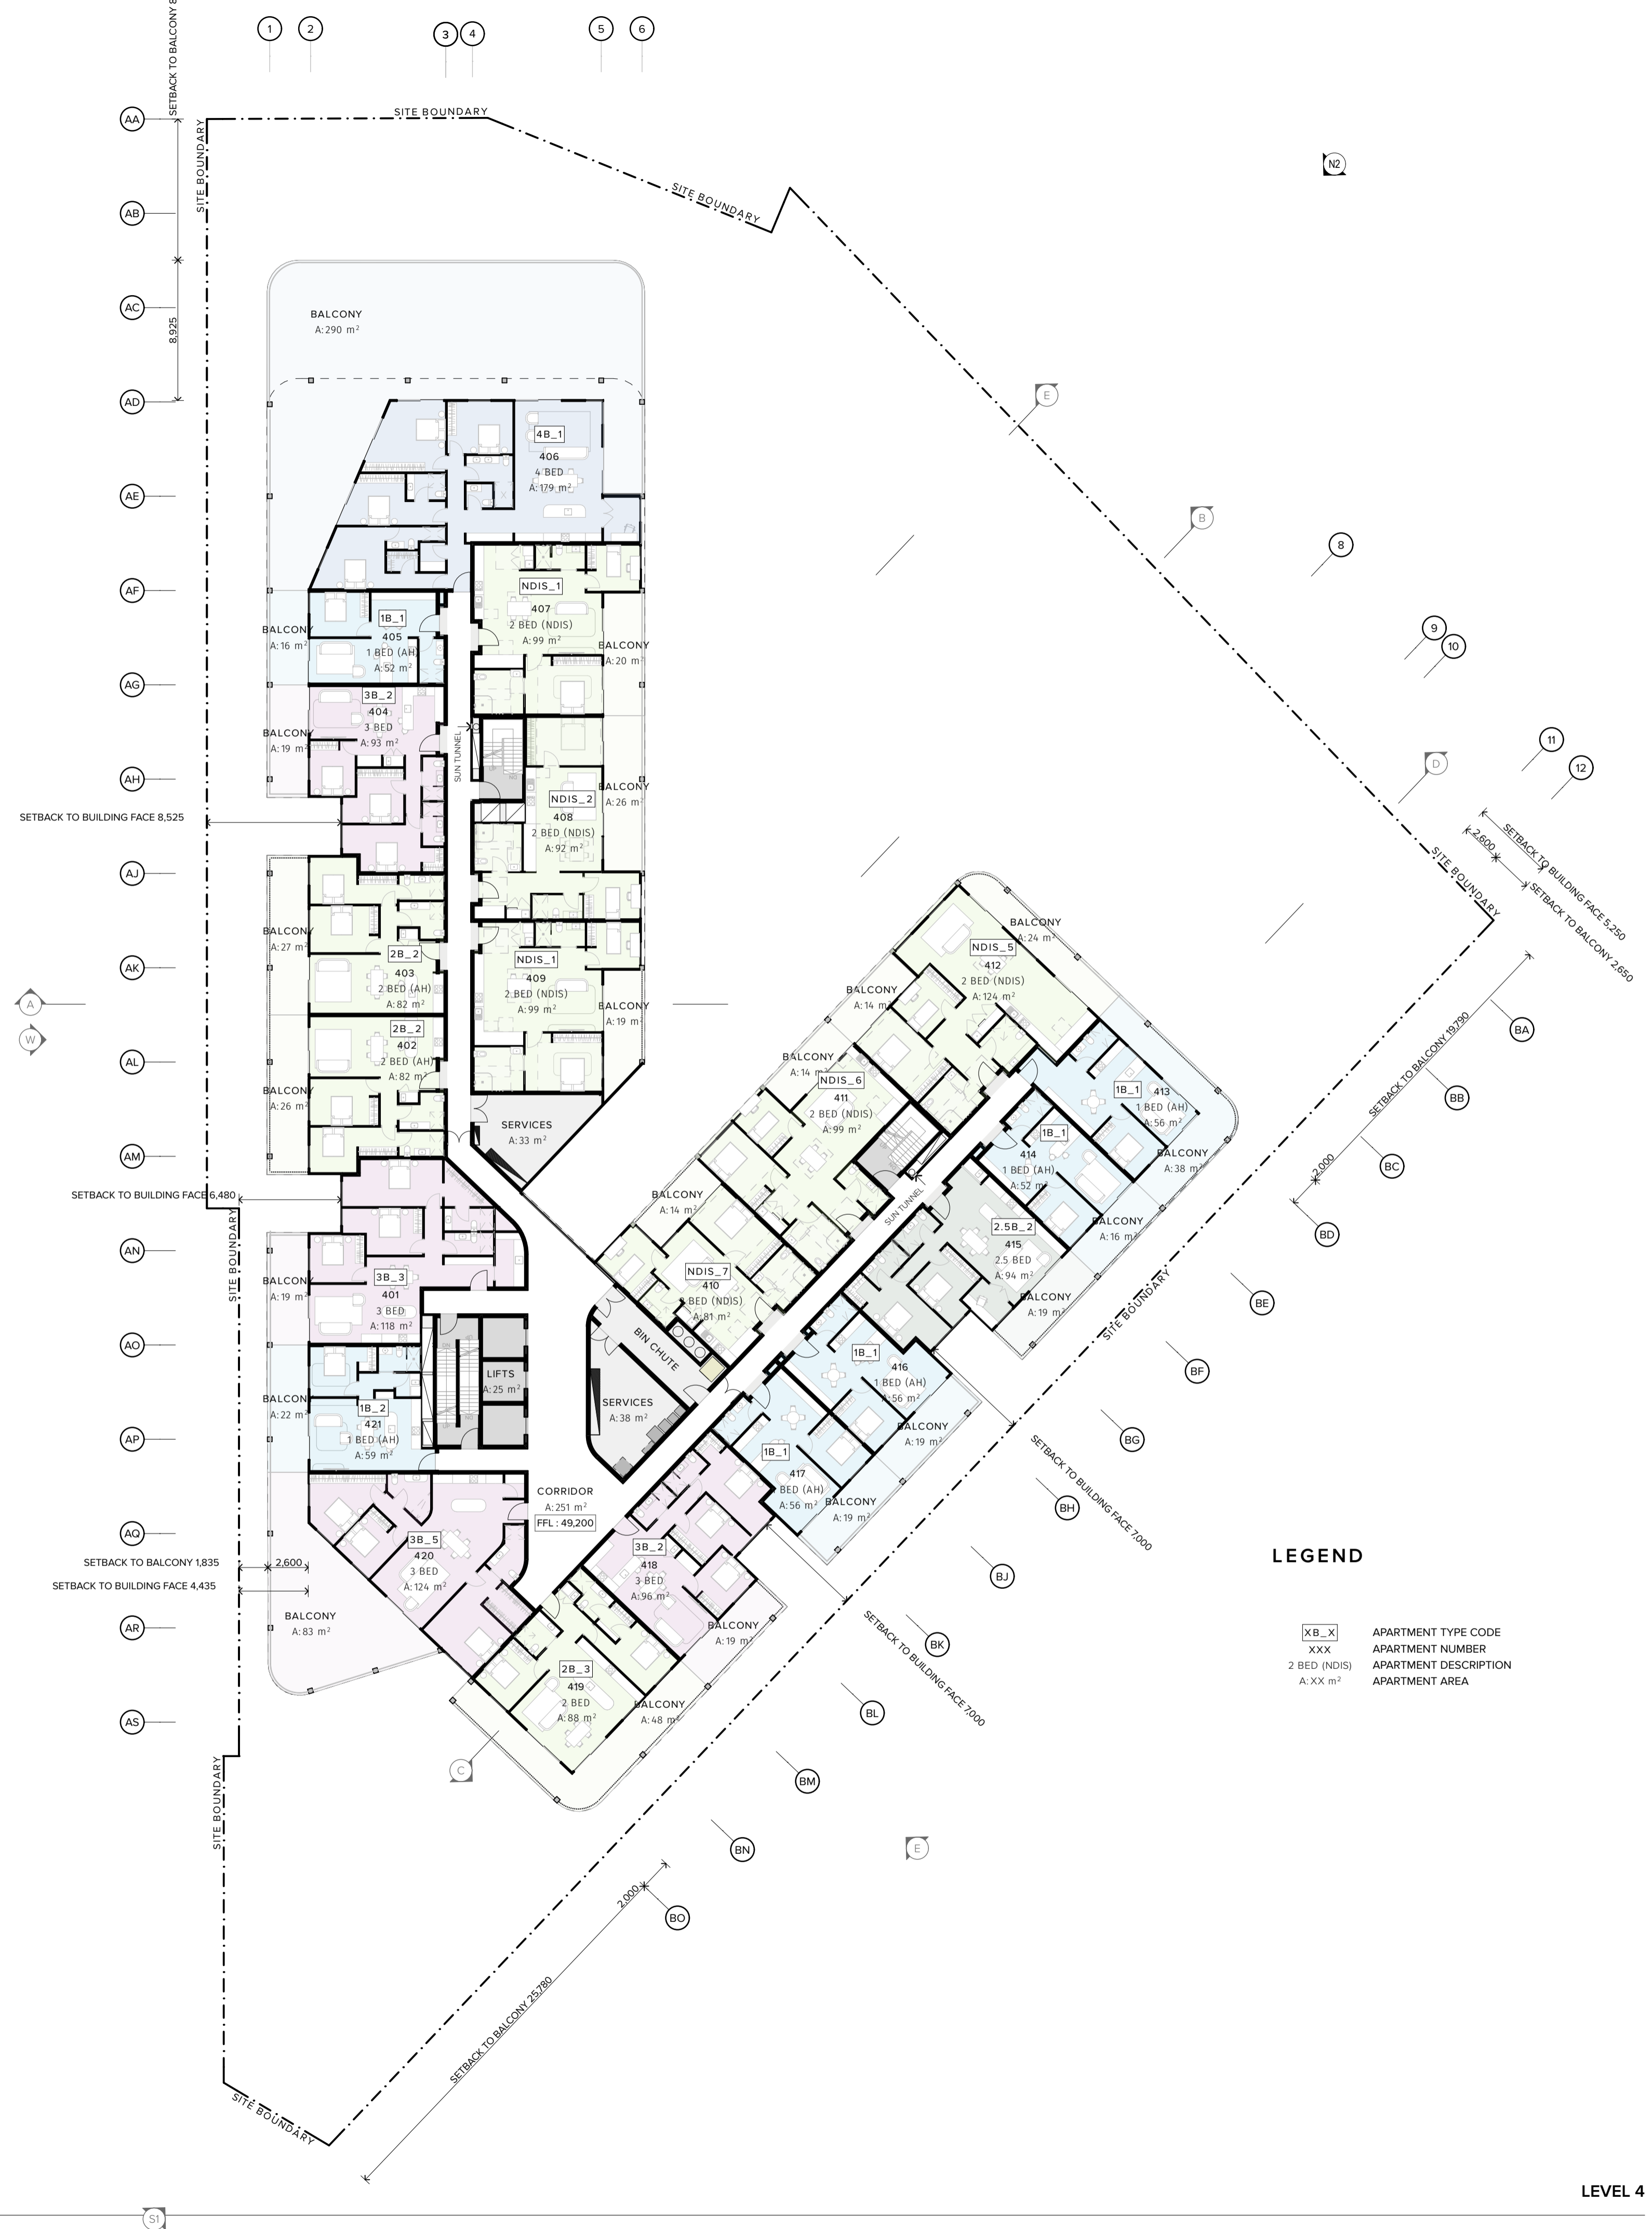 1
2
3
4
5
6
SETBACK TO BALCONY 8
AA
SITE BOUNDARY
SITE BOUNDARY
SITE BOUNDARY
N2
AB
AC
8,925
BALCONY
A: 290 m²
AD
E
4B_1
406
4 BED
A: 179 m²
AE
B
8
AF
NDIS_1
407
2 BED (NDIS)
A: 99 m²
BALCONY
A: 16 m²
1B_1
405
1 BED (AH)
A: 52 m²
BALCONY
A: 20 m²
9
10
AG
3B_2
404
3 BED
A: 93 m²
BALCONY
A: 19 m²
SUN TUNNEL
11
12
D
AH
NDIS_2
408
2 BED (NDIS)
A: 92 m²
BALCONY
A: 26 m²
SETBACK TO BUILDING FACE 8,525
2,600
SETBACK TO BUILDING FACE 5,250
SETBACK TO BALCONY 2,650
SITE BOUNDARY
AJ
BALCONY
A: 27 m²
2B_2
403
2 BED (AH)
A: 82 m²
AK
NDIS_1
409
2 BED (NDIS)
A: 99 m²
BALCONY
A: 19 m²
BALCONY
A: 24 m²
NDIS_5
412
2 BED (NDIS)
A: 124 m²
BALCONY
A: 14 m²
A
W
BA
SETBACK TO BALCONY 19,790
2B_2
402
2 BED (AH)
A: 82 m²
AL
BALCONY
A: 26 m²
BALCONY
A: 14 m²
NDIS_6
411
2 BED (NDIS)
A: 99 m²
1B_1
413
1 BED (AH)
A: 56 m²
BB
SERVICES
A: 33 m²
1B_1
414
1 BED (AH)
A: 52 m²
BALCONY
A: 38 m²
AM
BC
2,000
SETBACK TO BUILDING FACE 6,480
SITE BOUNDARY
BALCONY
A: 14 m²
SUN TUNNEL
BALCONY
A: 16 m²
2.5B_2
415
2.5 BED
A: 94 m²
BD
AN
BALCONY
A: 19 m²
3B_3
401
3 BED
A: 118 m²
NDIS_7
410
2 BED (NDIS)
A: 81 m²
BALCONY
A: 19 m²
SITE BOUNDARY
BE
AO
BIN CHUTE
1B_1
416
1 BED (AH)
A: 56 m²
BF
LIFTS
A: 25 m²
BALCONY
A: 22 m²
1B_2
421
1 BED (AH)
A: 59 m²
SERVICES
A: 38 m²
BALCONY
A: 19 m²
AP
BG
1B_1
417
BED (AH)
A: 56 m²
BALCONY
A: 19 m²
SETBACK TO BUILDING FACE 7,000
CORRIDOR
A: 251 m²
FFL : 49,200
BH
AQ
3B_5
420
3 BED
A: 124 m²
3B_2
418
3 BED
A: 96 m²
SETBACK TO BALCONY 1,835
2,600
SETBACK TO BUILDING FACE 4,435
BJ
LEGEND
BALCONY
A: 83 m²
AR
BALCONY
A: 19 m²
SETBACK TO BUILDING FACE 7,000
BK
XB_X APARTMENT TYPE CODE
XXX APARTMENT NUMBER
2 BED (NDIS) APARTMENT DESCRIPTION
A: XX m² APARTMENT AREA
2B_3
419
2 BED
A: 88 m²
BALCONY
A: 48 m²
AS
BL
C
BM
SITE BOUNDARY
BN
E
2,000
BO
SETBACK TO BALCONY 25,780
SITE BOUNDARY
LEVEL 4
S1